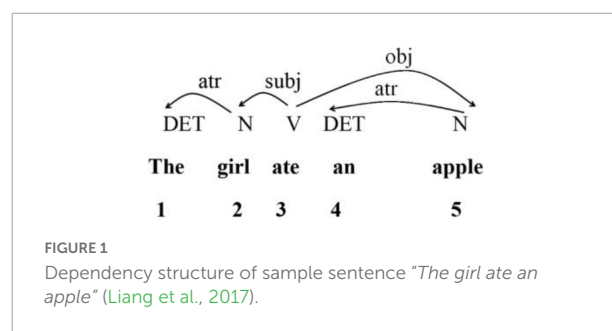 obj
atr subj atr
DET N V DET N
The girl ate an apple
1 2 3 4 5
FIGURE 1
Dependency structure of sample sentence "The girl ate an
apple" (Liang et al., 2017).